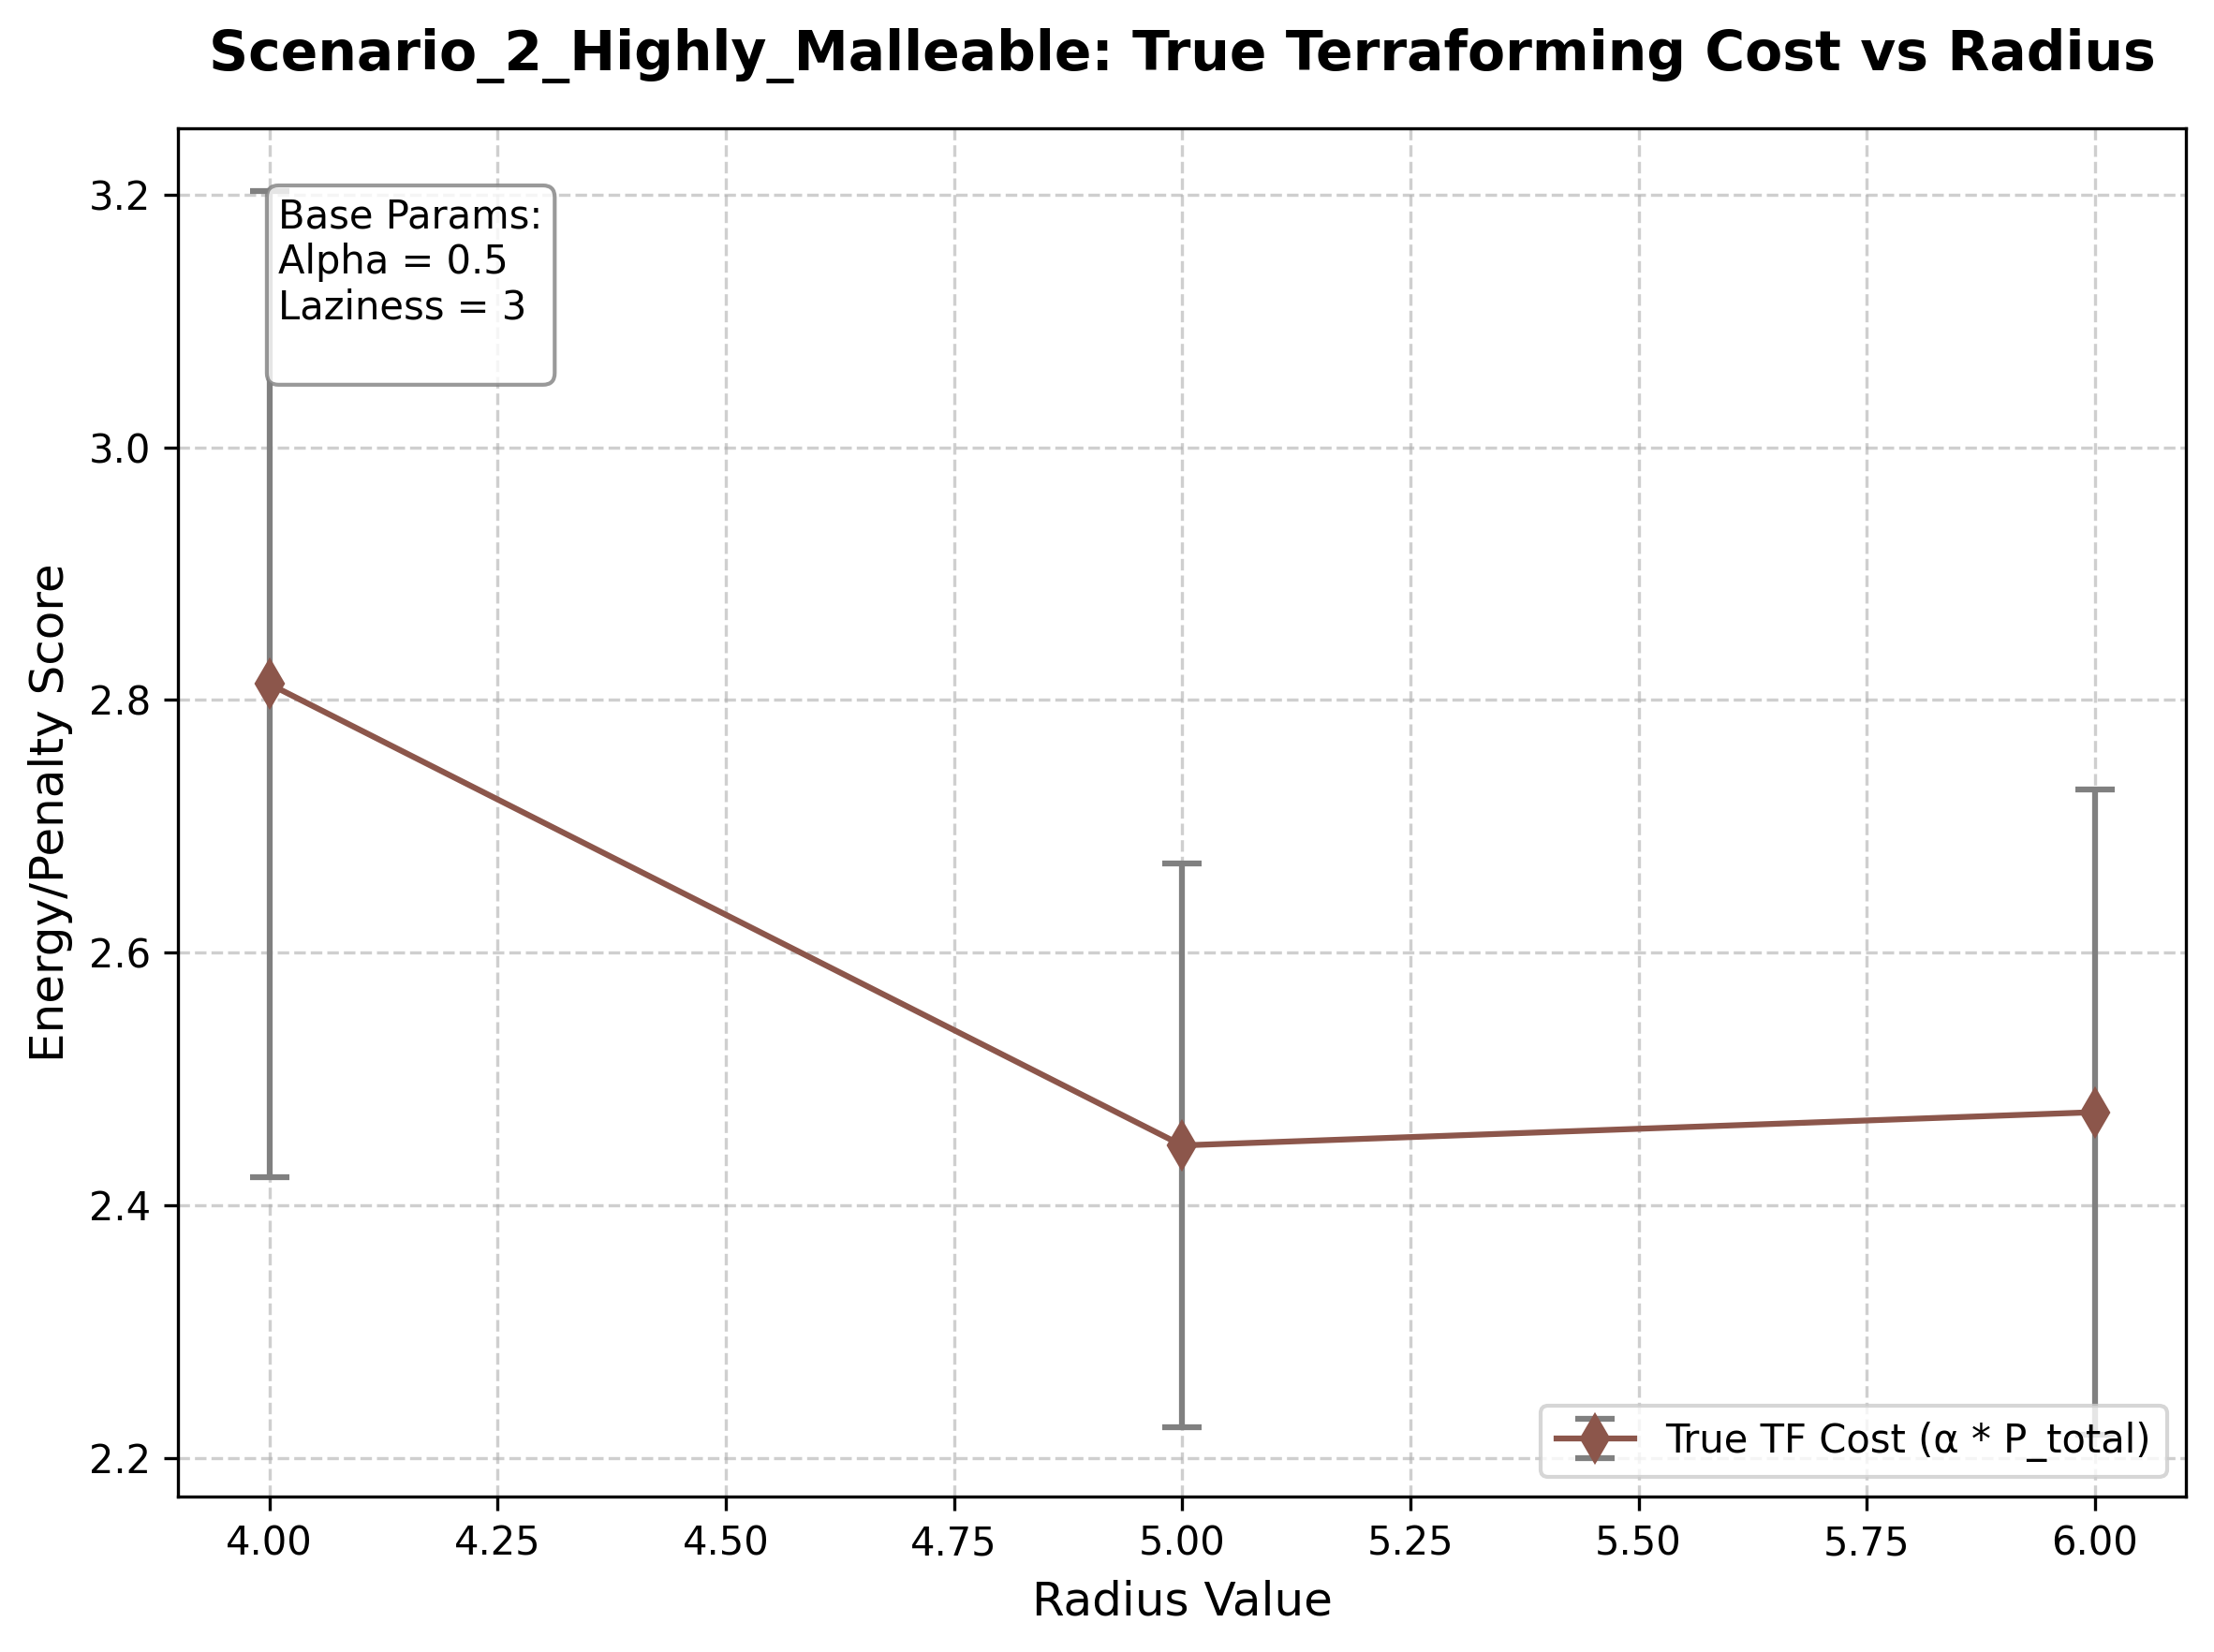 Scenario_2_Highly_Malleable: True Terraforming Cost vs Radius
Energy/Penalty Score
3.2
3.0
2.8
2.6
2.4
2.2
Base Params:
Alpha = 0.5
Laziness = 3
True TF Cost (α * P_total)
4.00 4.25 4.50 4.75 5.00 5.25 5.50 5.75 6.00
Radius Value